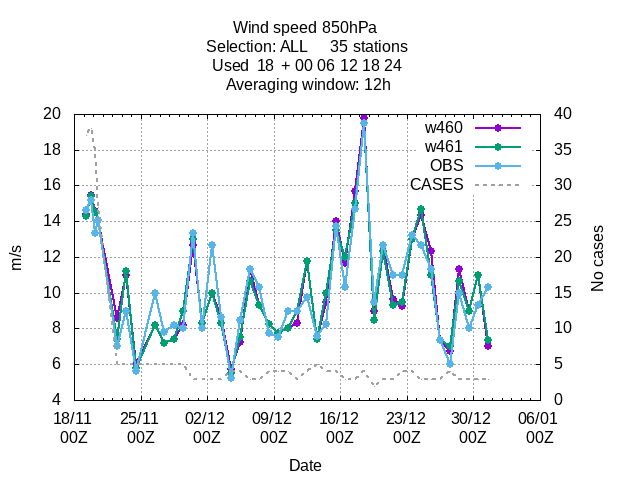 Wind speed 850hPa
Selection: ALL     35 stations
Used  18  + 00 06 12 18 24
Averaging window: 12h
20
18
16
14
12
10
8
6
4
m/s
w460
w461
OBS
CASES
40
35
30
25
20
15
10
5
0
No cases
18/11 25/11 02/12 09/12 16/12 23/12 30/12 06/01
00Z 00Z 00Z 00Z 00Z 00Z 00Z 00Z
Date